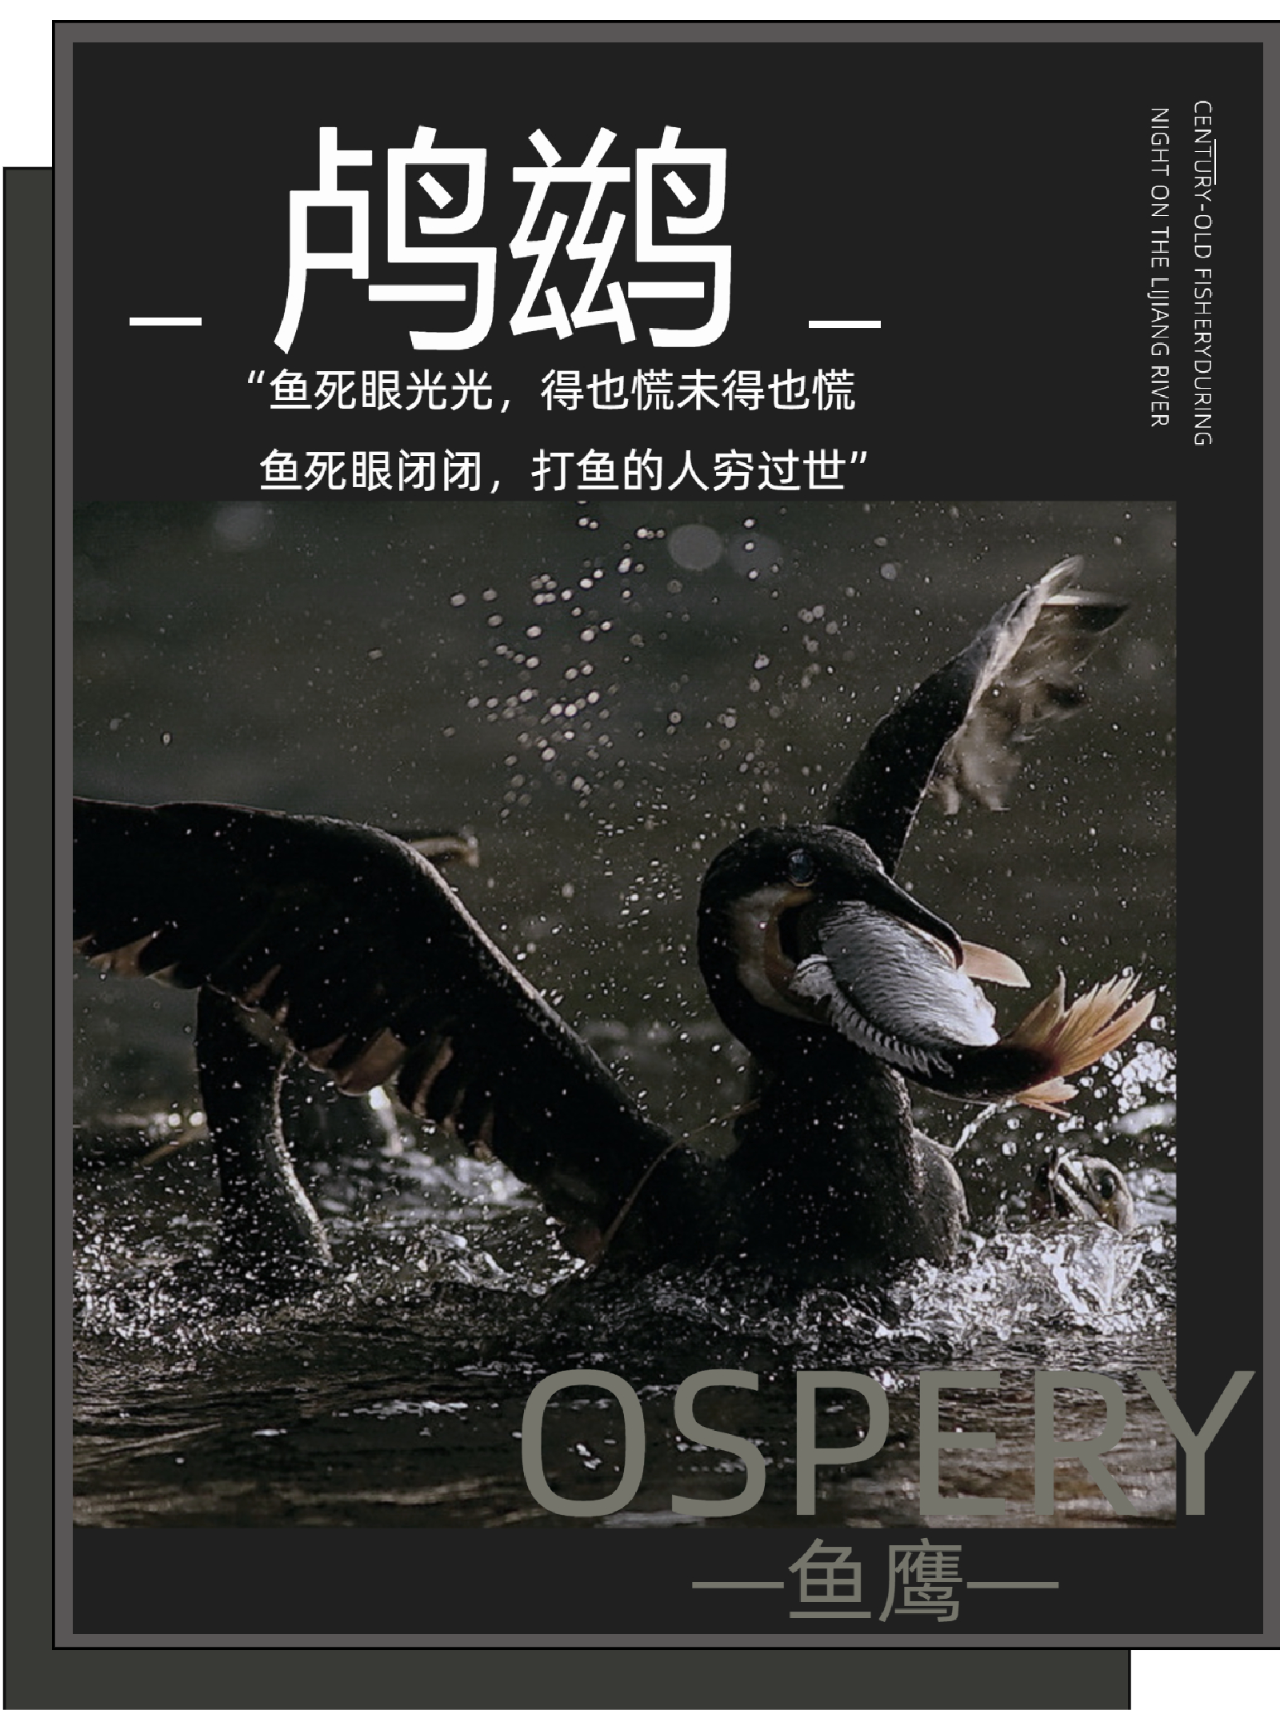 鸬鹚
“鱼死眼光光，得也慌未得也慌
鱼死眼闭闭，打鱼的人穷过世”
CENTURY-OLD FISHERYDURING
NIGHT ON THE LIJIANG RIVER
OSPERY
—鱼鹰—